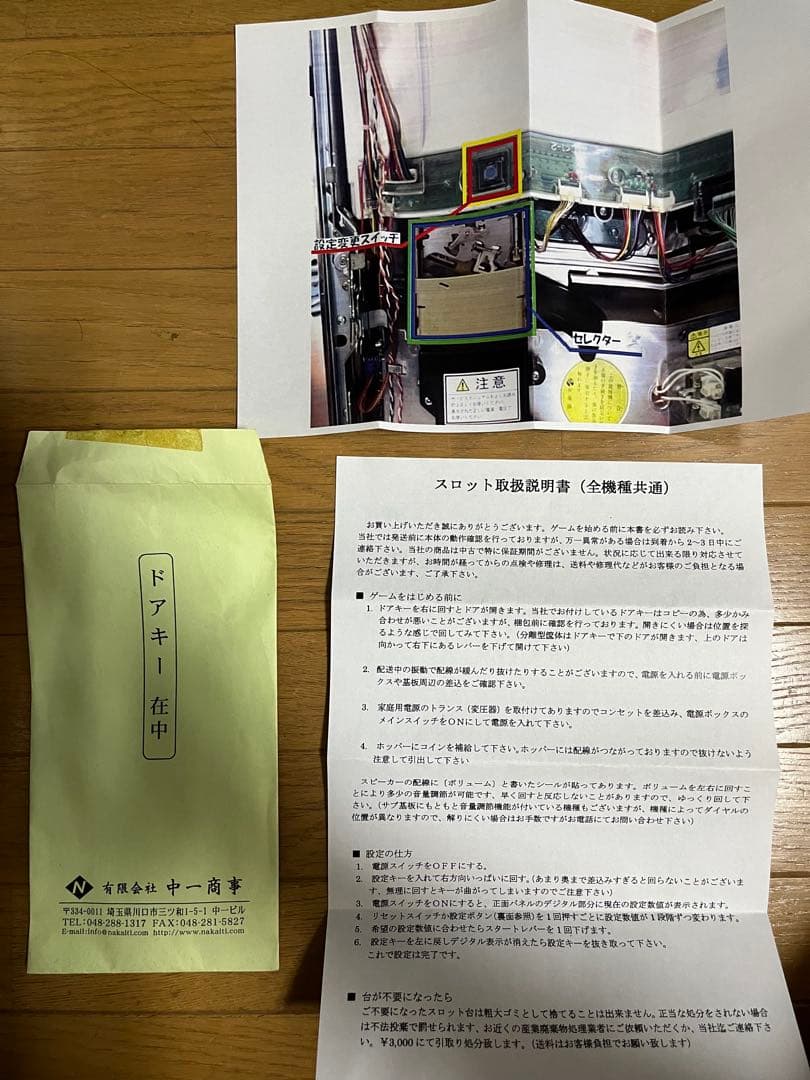 設定変更スイッチ
セレクター
注意
ドアキー 在中
有限会社 中一商事
〒334-0011 埼玉県川口市三ツ和1-5-1 中一ビル
TEL:048-288-1317 FAX:048-281-5827
E-mail:info@nakaiti.com http://www.nakaiti.com
スロット取扱説明書（全機種共通）
お買い上げいただき誠にありがとうございます。ゲームを始める前に本書を必ずお読み下さい。
当社では発送前に本体の動作確認を行っておりますが、万一異常がある場合は到着から2～3日中にご
連絡下さい。当社の商品は中古で特に保証期間がございません。状況に応じて出来る限り対応させて
いただきますが、お時間が経ってからの点検や修理は、送料や修理代などがお客様のご負担となる場
合がございます、ご了承下さい。
■ ゲームをはじめる前に
1. ドアキーを右に回すとドアが開きます。当社でお付けしているドアキーはコピーの為、多少かみ
合わせが悪いことがございますが、梱包前に確認を行っております。開きにくい場合は位置を探
るような感じで回してみて下さい。（分離型筐体はドアキーで下のドアが開きます、上のドアは
向かって右下にあるレバーを下げて開けて下さい）
2. 配送中の振動で配線が緩んだり抜けたりすることがございますので、電源を入れる前に電源ボッ
クスや基板周辺の差込をご確認下さい。
3. 家庭用電源のトランス（変圧器）を取付けてありますのでコンセットを差込み、電源ボックスの
メインスイッチをONにして電源を入れて下さい。
4. ホッパーにコインを補給して下さい。ホッパーには配線がつながっておりますので抜けないよう
注意して引出して下さい
スピーカーの配線に〔ボリューム〕と書いたシールが貼ってあります。ボリュームを左右に回すこ
とにより多少の音量調節が可能です、早く回すと反応しないことがありますので、ゆっくり回して下
さい。（サブ基板にもともと音量調節機能が付いている機種もございますが、機種によってダイヤルの
位置が異なりますので、解りにくい場合はお手数ですがお電話にてお問い合わせ下さい）
■ 設定の仕方
1. 電源スイッチをOFFにする。
2. 設定キーを入れて右方向いっぱいに回す。（あまり奥まで差込みすぎると回らないことがございま
す、無理に回すとキーが曲がってしまいますのでご注意下さい）
3. 電源スイッチをONにすると、正面パネルのデジタル部分に現在の設定数値が表示されます。
4. リセットスイッチか設定ボタン（裏面参照）を1回押すごとに設定数値が1段階ずつ変わります。
5. 希望の設定数値に合わせたらスタートレバーを1回下げます。
6. 設定キーを左に戻しデジタル表示が消えたら設定キーを抜き取って下さい。
これで設定は完了です。
■ 台が不要になったら
ご不要になったスロット台は粗大ゴミとして捨てることは出来ません。正当な処分をされない場合
は不法投棄で罰せられます、お近くの産業廃棄物処理業者にご依頼いただくか、当社迄ご連絡下さ
い。¥3,000にて引取り処分致します。（送料はお客様負担でお願い致します）